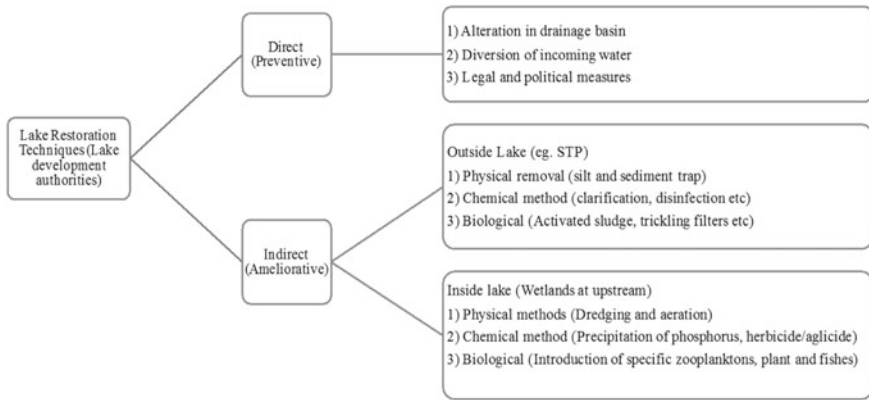 Lake Restoration
Techniques (Lake
development
authorities)
Direct
(Preventive)
1) Alteration in drainage basin
2) Diversion of incoming water
3) Legal and political measures
Indirect
(Ameliorative)
Outside Lake (eg. STP)
1) Physical removal (silt and sediment trap)
2) Chemical method (clarification, disinfection etc)
3) Biological (Activated sludge, trickling filters etc)
Inside lake (Wetlands at upstream)
1) Physical methods (Dredging and aeration)
2) Chemical method (Precipitation of phosphorus, herbicide/aglicide)
3) Biological (Introduction of specific zooplanktons, plant and fishes)